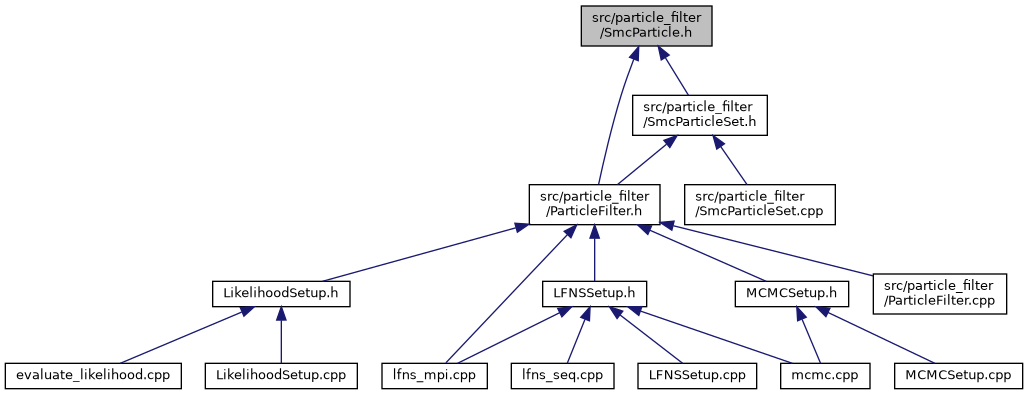 src/particle_filter
/SmcParticle.h
src/particle_filter
/SmcParticleSet.h
src/particle_filter
/ParticleFilter.h
src/particle_filter
/SmcParticleSet.cpp
LikelihoodSetup.h
LFNSSetup.h
MCMCSetup.h
src/particle_filter
/ParticleFilter.cpp
evaluate_likelihood.cpp
LikelihoodSetup.cpp
lfns_mpi.cpp
lfns_seq.cpp
LFNSSetup.cpp
mcmc.cpp
MCMCSetup.cpp